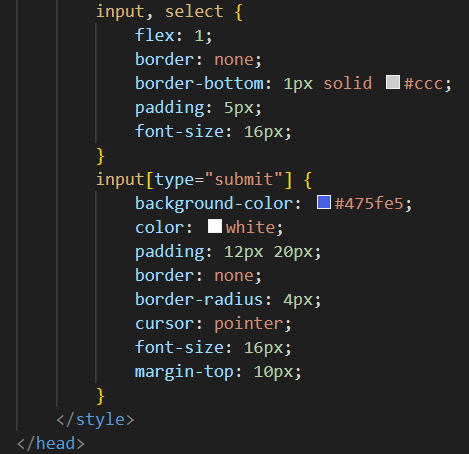 input, select {
flex: 1;
border: none;
border-bottom: 1px solid #ccc;
padding: 5px;
font-size: 16px;
}
input[type="submit"] {
background-color: #475fe5;
color: white;
padding: 12px 20px;
border: none;
border-radius: 4px;
cursor: pointer;
font-size: 16px;
margin-top: 10px;
}
</style>
</head>